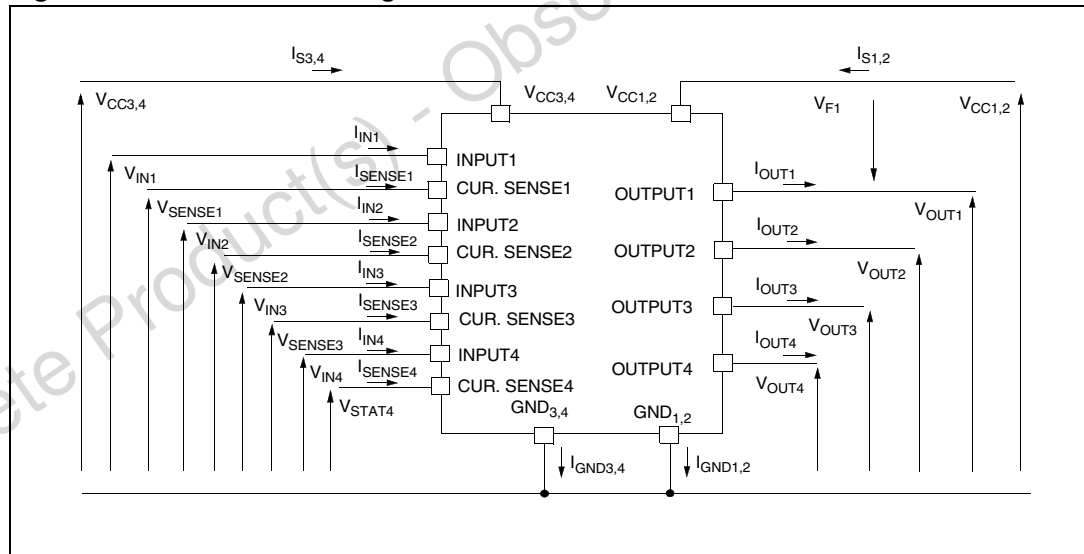 I_S3,4
I_S1,2
V_CC3,4
V_CC3,4
V_CC1,2
V_F1
V_CC1,2
I_IN1
INPUT1
V_IN1
I_SENSE1
CUR. SENSE1
OUTPUT1
I_OUT1
V_OUT1
V_SENSE1
I_IN2
INPUT2
V_IN2
I_SENSE2
CUR. SENSE2
OUTPUT2
I_OUT2
V_OUT2
V_SENSE2
I_IN3
INPUT3
V_IN3
I_SENSE3
CUR. SENSE3
OUTPUT3
I_OUT3
V_OUT3
V_SENSE3
I_IN4
INPUT4
V_IN4
I_SENSE4
CUR. SENSE4
OUTPUT4
I_OUT4
V_OUT4
V_STAT4
GND_3,4
GND_1,2
I_GND3,4
I_GND1,2
ete Product(s) - Obs